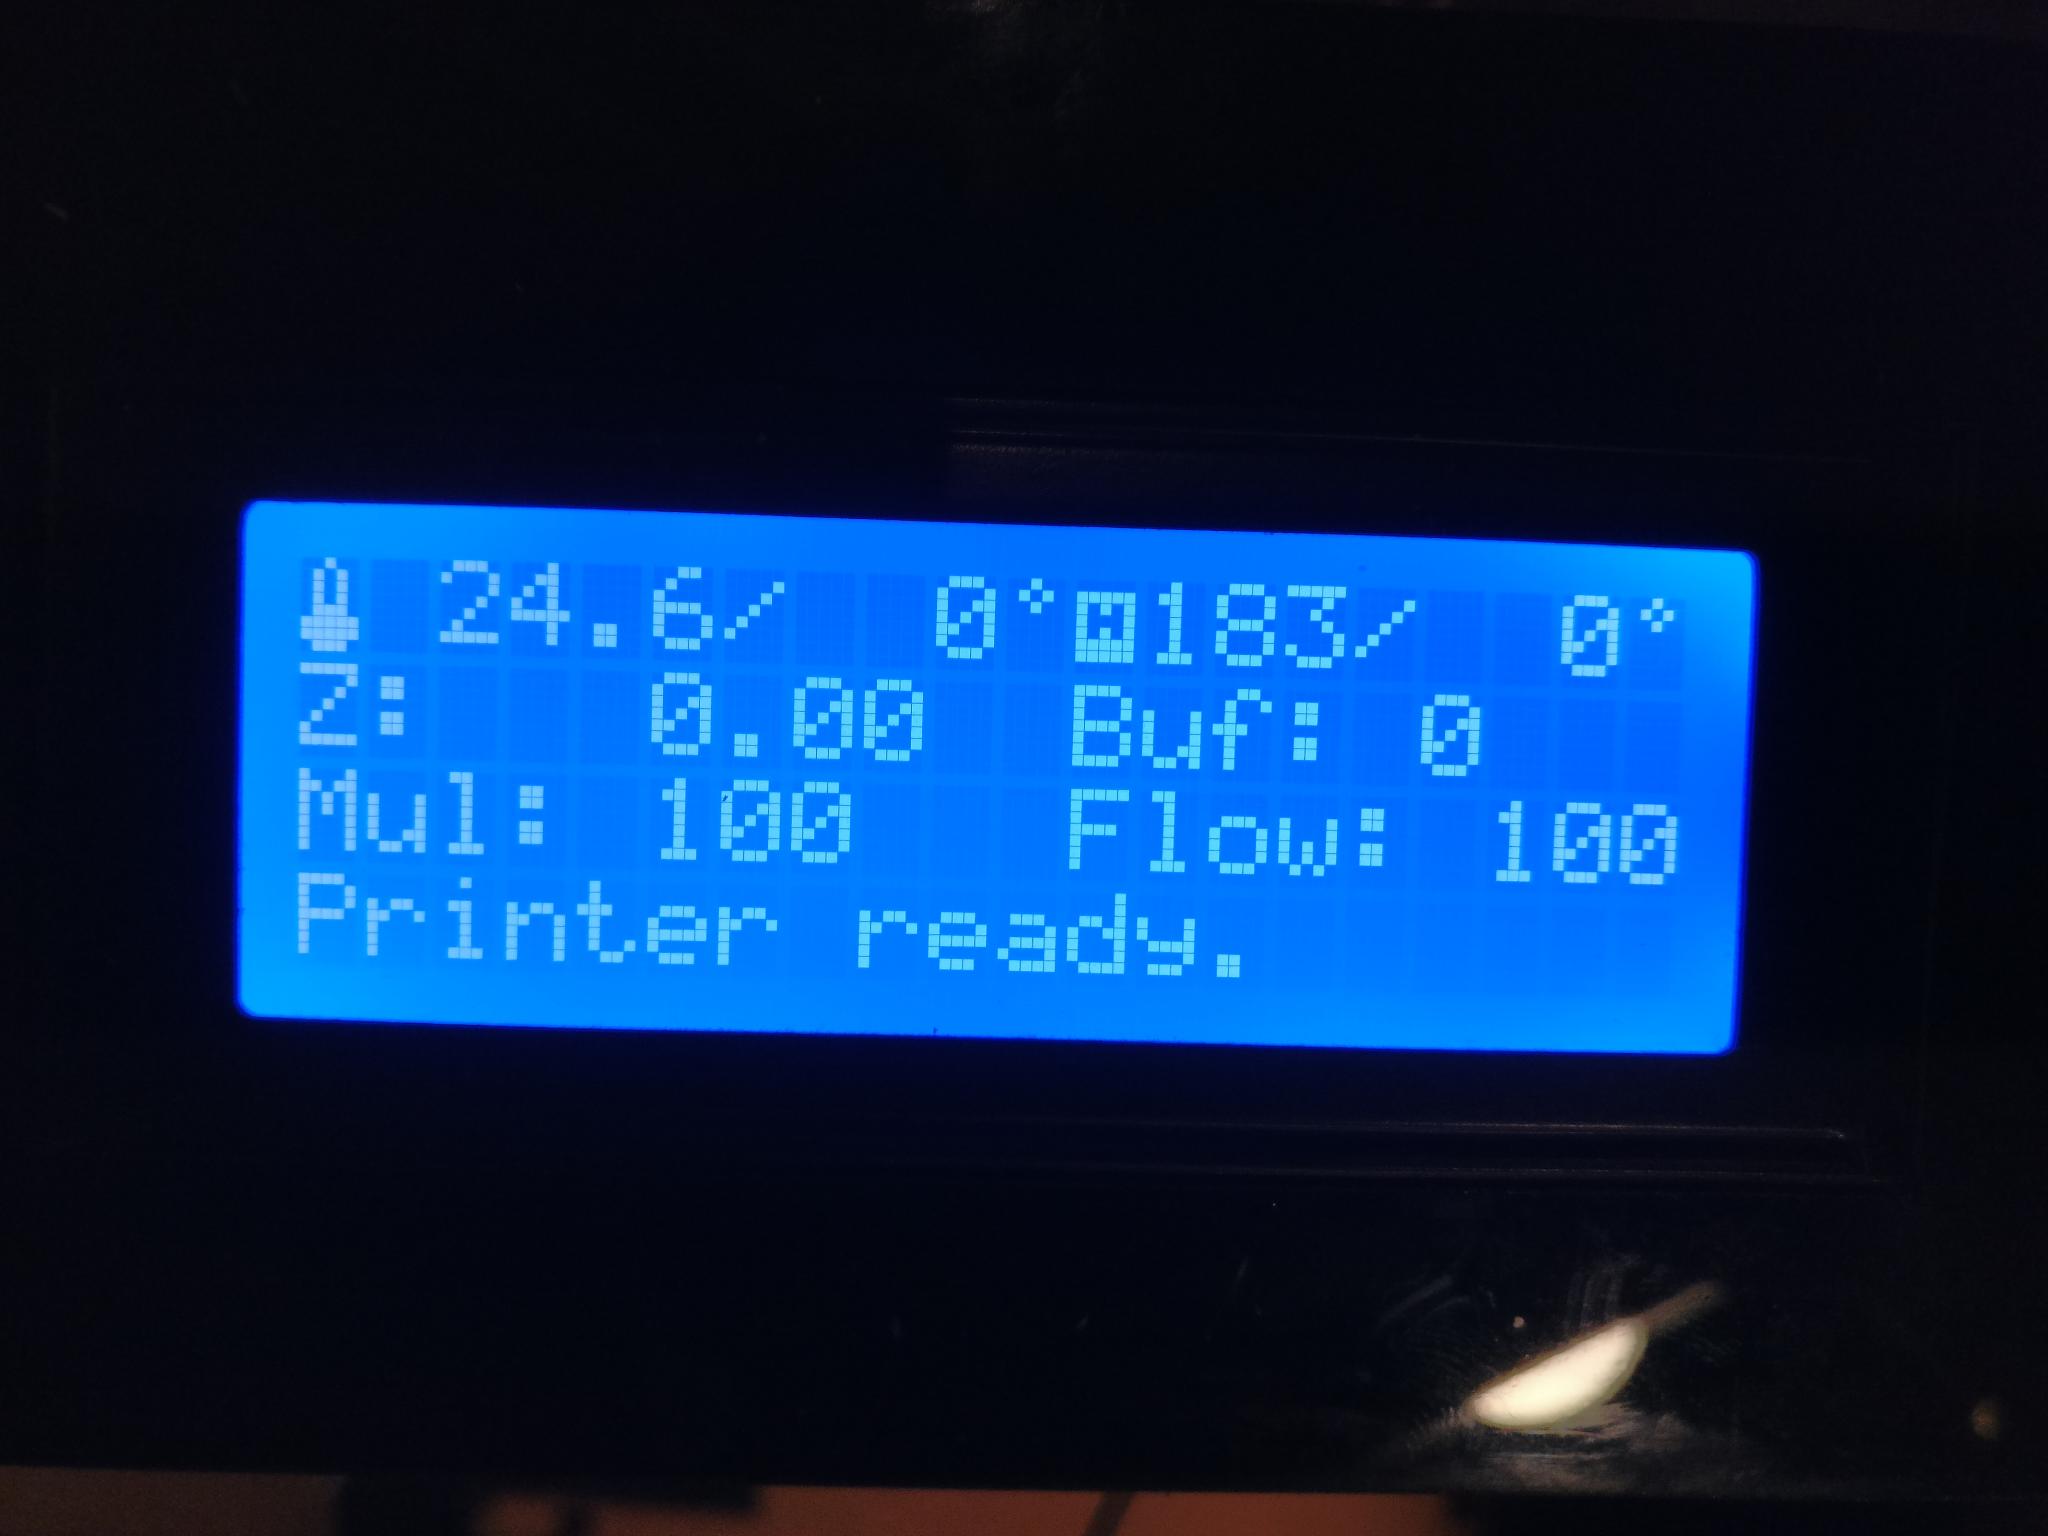 24.6/ 0° 183/ 0°
Z: 0.00 Buf: 0
Mul: 100 Flow: 100
Printer ready.